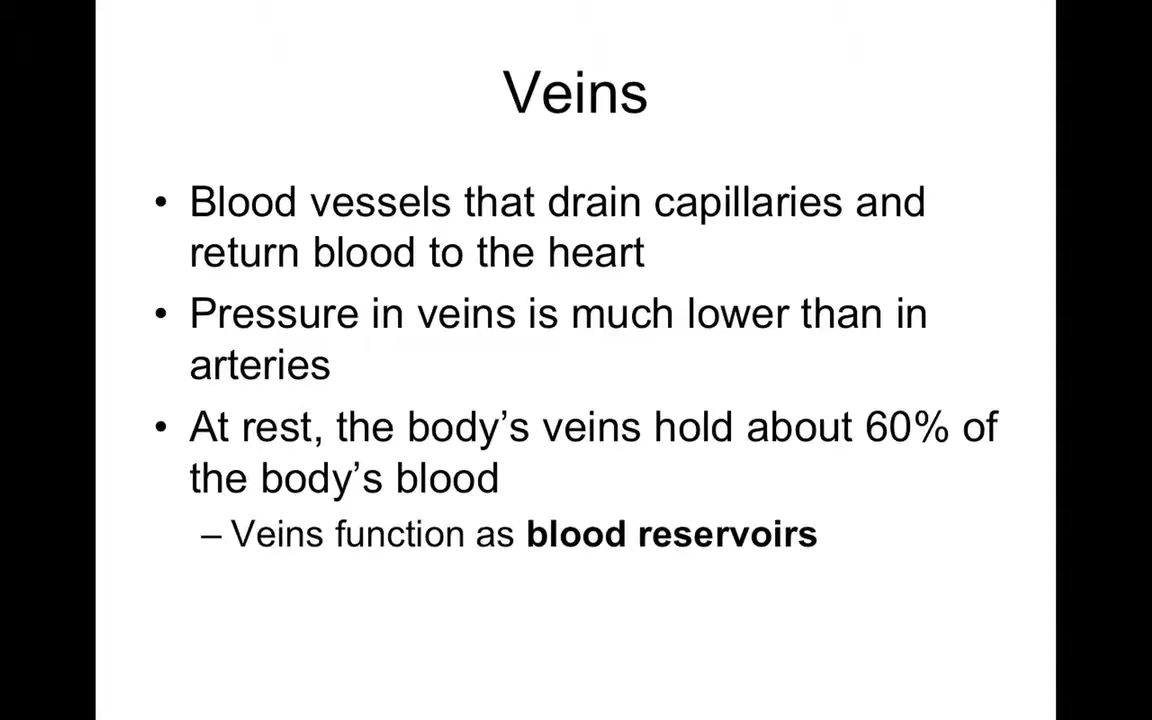 Veins
• Blood vessels that drain capillaries and
return blood to the heart
• Pressure in veins is much lower than in
arteries
• At rest, the body’s veins hold about 60% of
the body’s blood
– Veins function as blood reservoirs